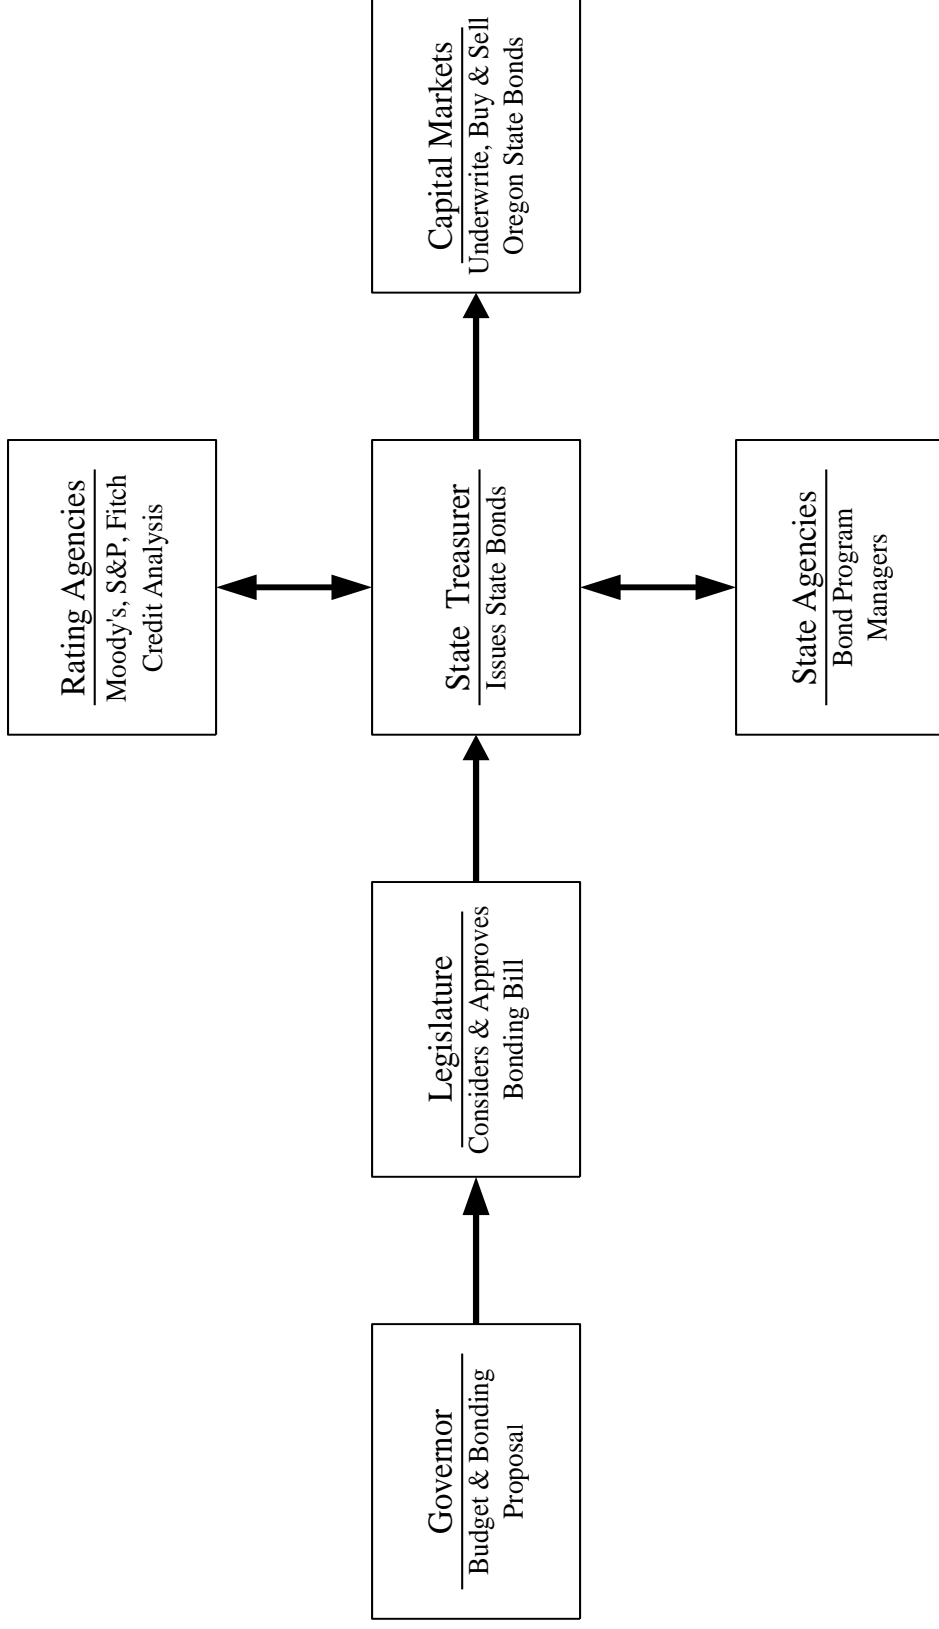 Rating Agencies
Moody's, S&P, Fitch
Credit Analysis
Governor
Budget & Bonding
Proposal
Legislature
Considers & Approves
Bonding Bill
State Treasurer
Issues State Bonds
Capital Markets
Underwrite, Buy & Sell
Oregon State Bonds
State Agencies
Bond Program
Managers